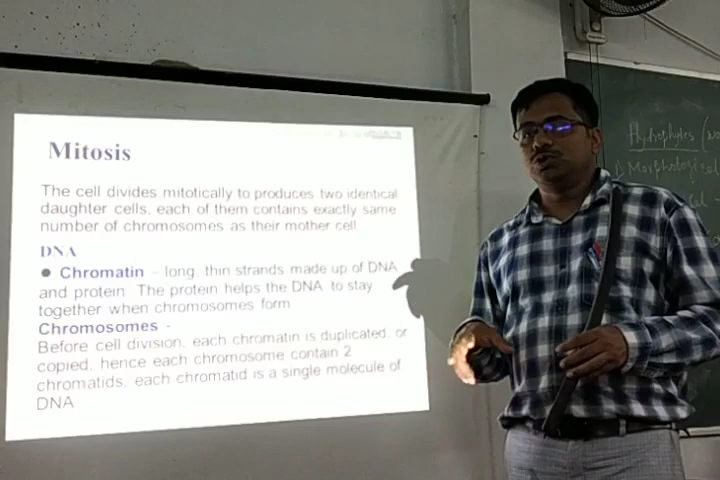 Mitosis
The cell divides mitotically to produces two identical
daughter cells, each of them contains exactly same
number of chromosomes as their mother cell
DNA
● Chromatin - long, thin strands made up of DNA
and protein. The protein helps the DNA to stay
together when chromosomes form
Chromosomes -
Before cell division, each chromatin is duplicated, or
copied, hence each chromosome contain 2
chromatids, each chromatid is a single molecule of
DNA
Hydrophytes (
1) Morphological